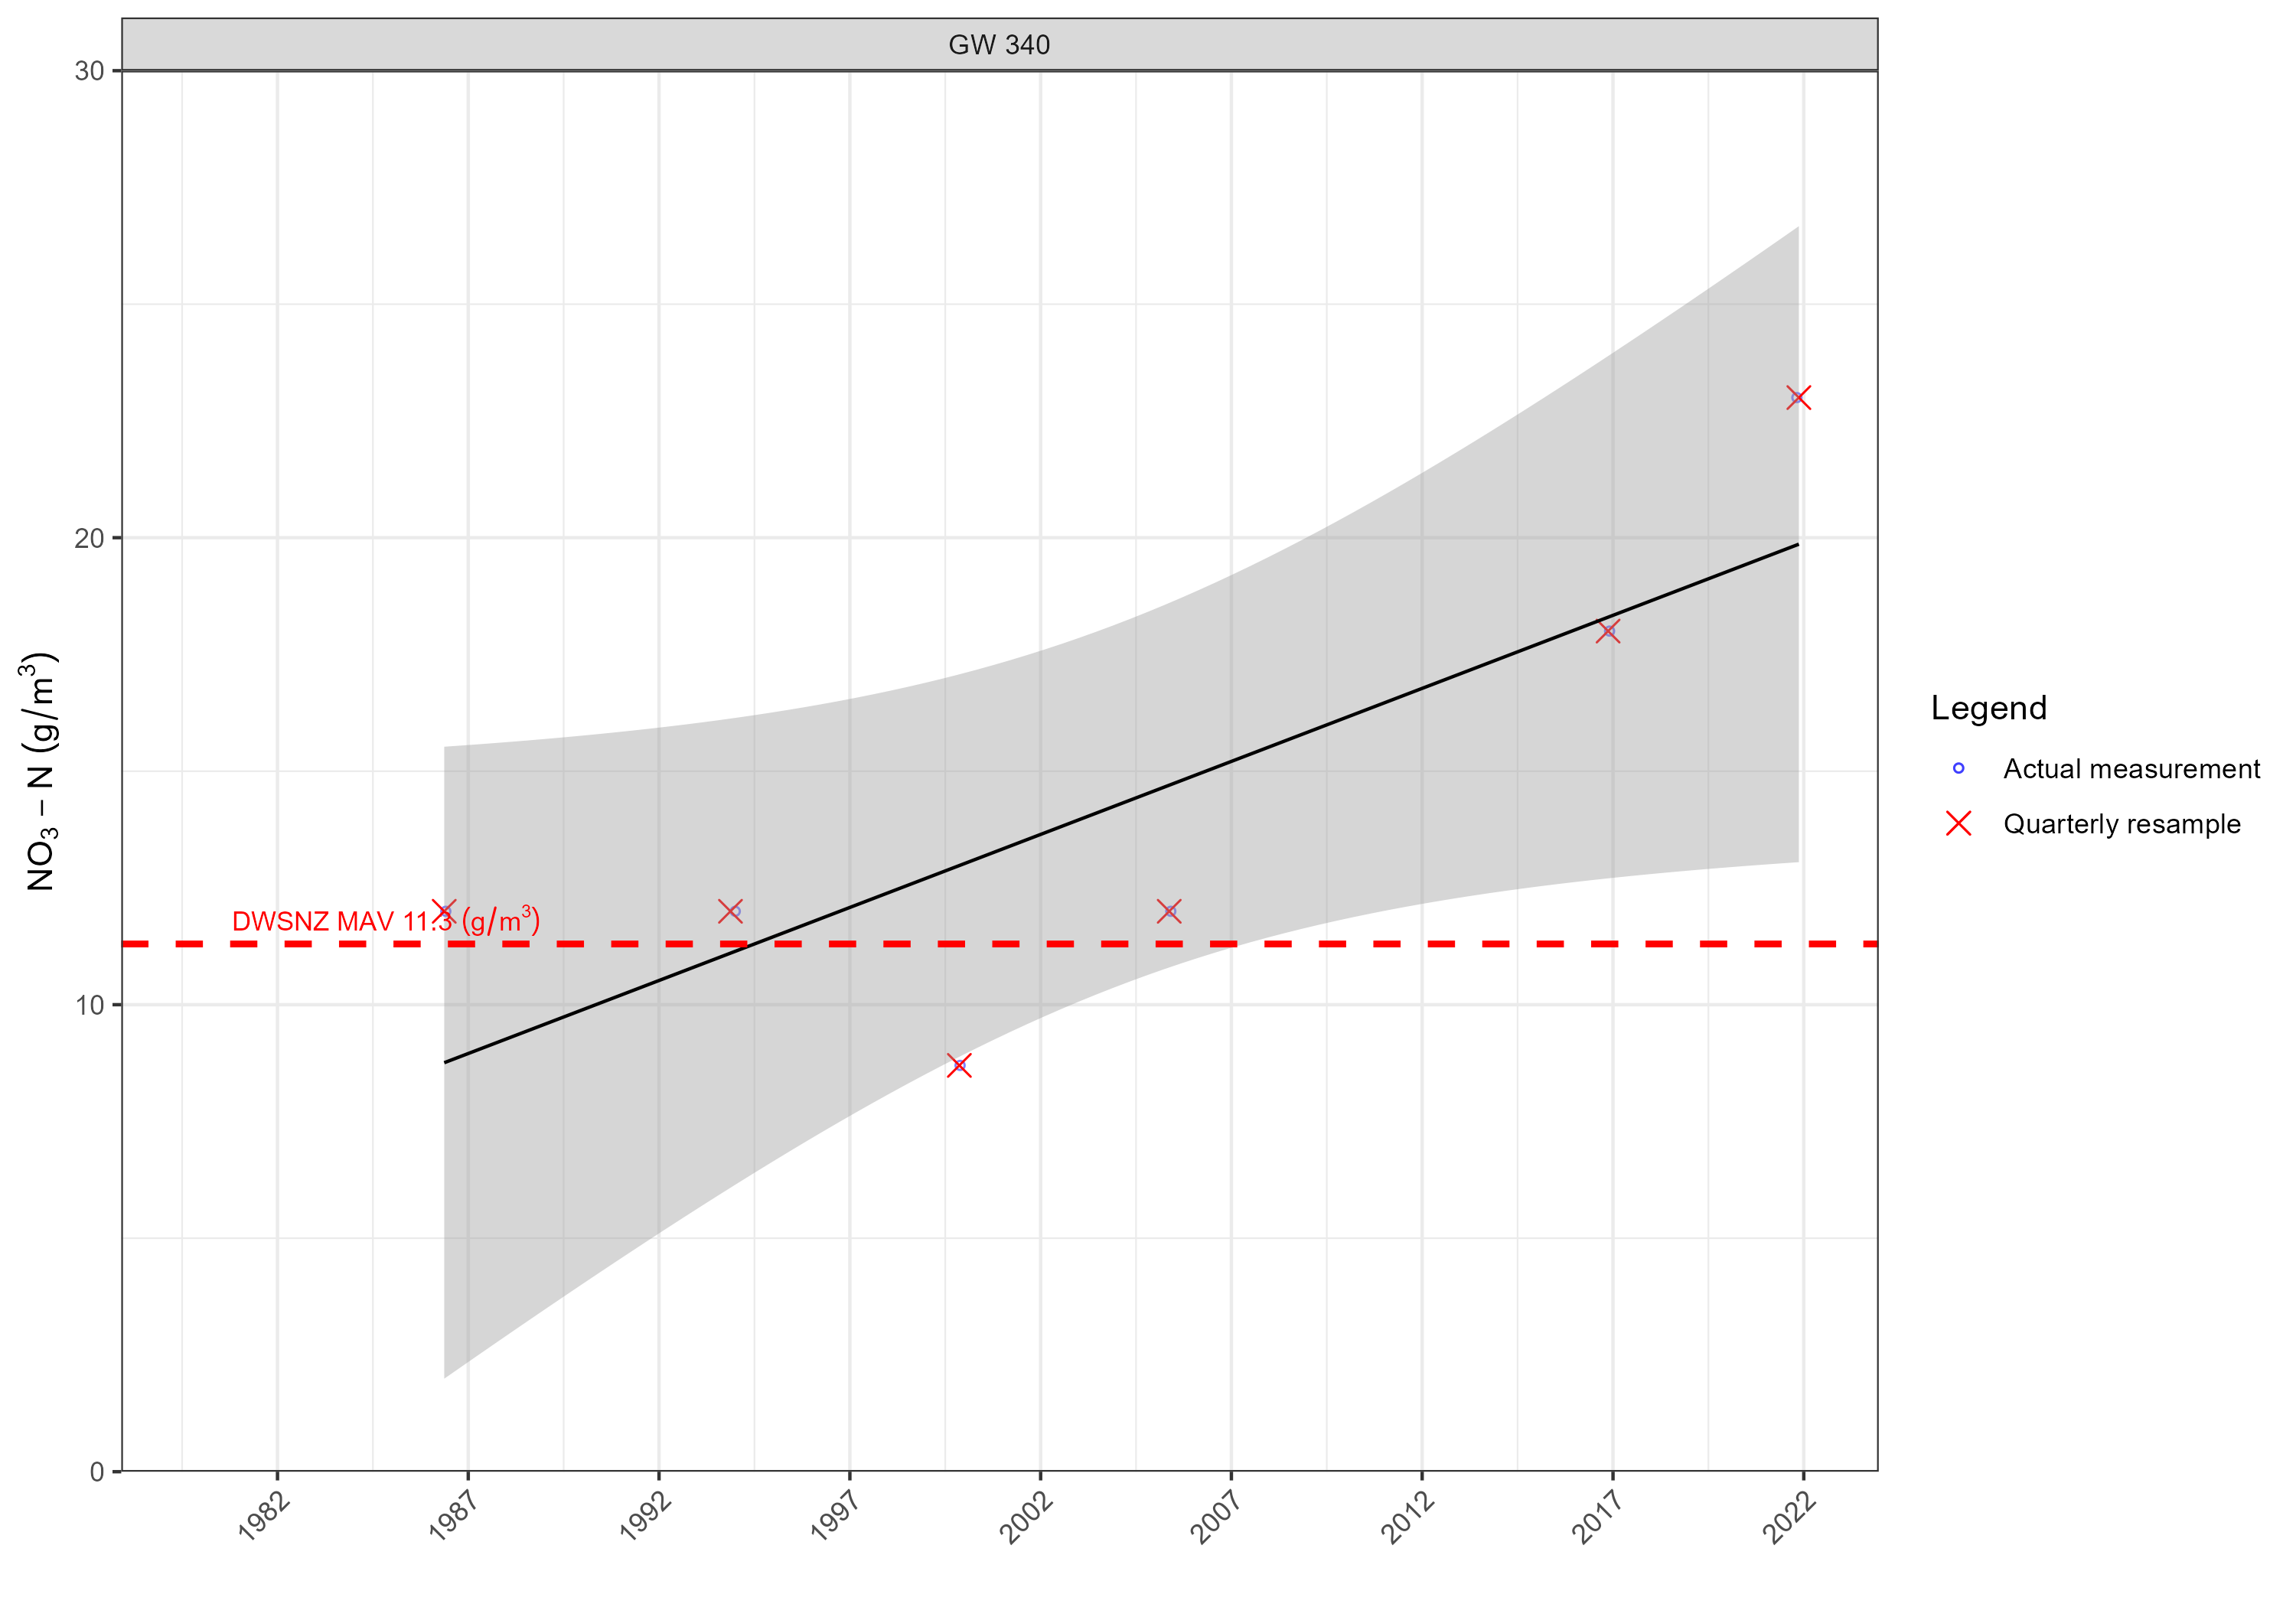 GW 340
30
20
10
0
NO₃ – N (g/m³)
DWSNZ MAV 11.3 (g/m³)
1982
1987
1992
1997
2002
2007
2012
2017
2022
Legend
Actual measurement
Quarterly resample